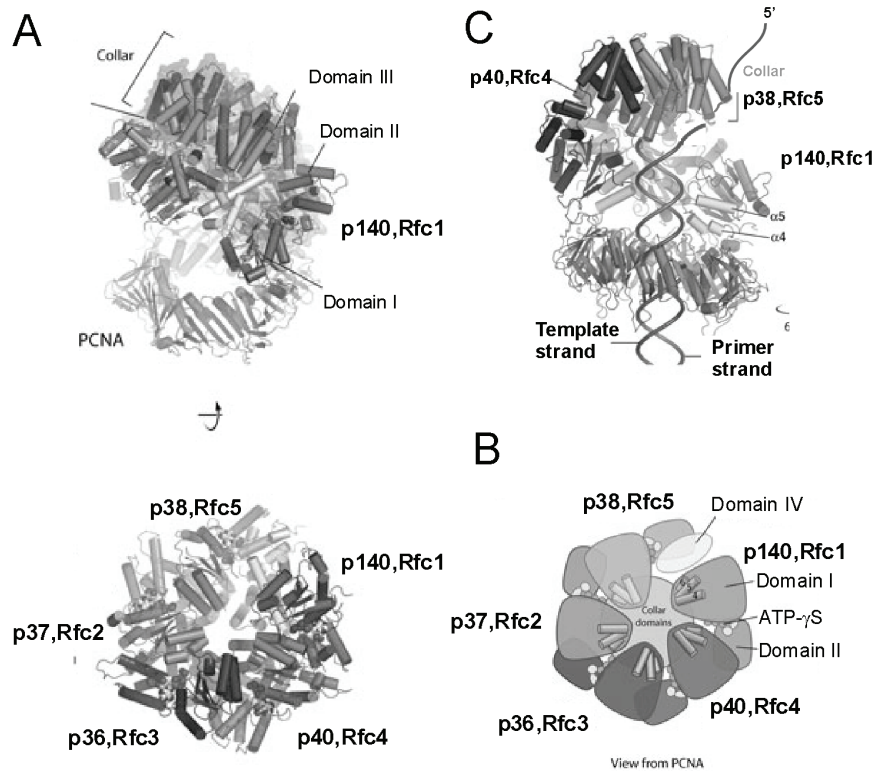 A
Collar
Domain III
Domain II
p140,Rfc1
Domain I
PCNA
p38,Rfc5
p140,Rfc1
p37,Rfc2
p36,Rfc3
p40,Rfc4
C
5'
p40,Rfc4
Collar
p38,Rfc5
p140,Rfc1
α5
α4
6
Template
strand
Primer
strand
B
p38,Rfc5
Domain IV
p140,Rfc1
Domain I
p37,Rfc2
Collar
domains
ATP-γS
Domain II
p36,Rfc3
p40,Rfc4
View from PCNA